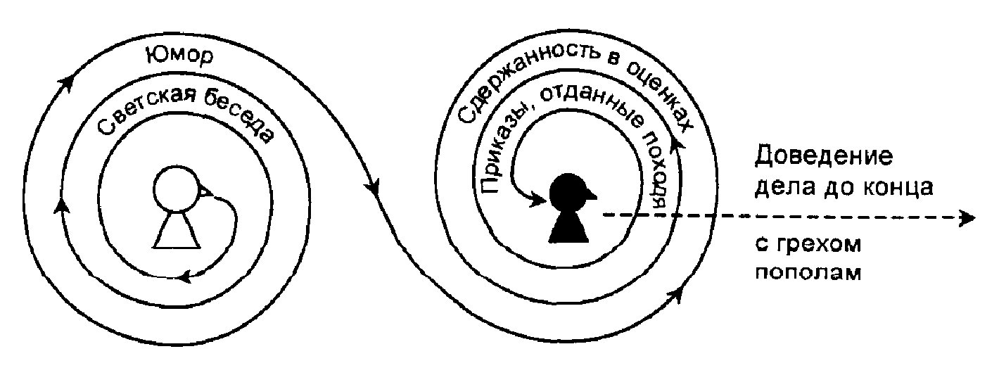 Юмор
Светская беседа
Сдержанность в оценках
Приказы, отданные походя
Доведение
дела до конца
с грехом
пополам